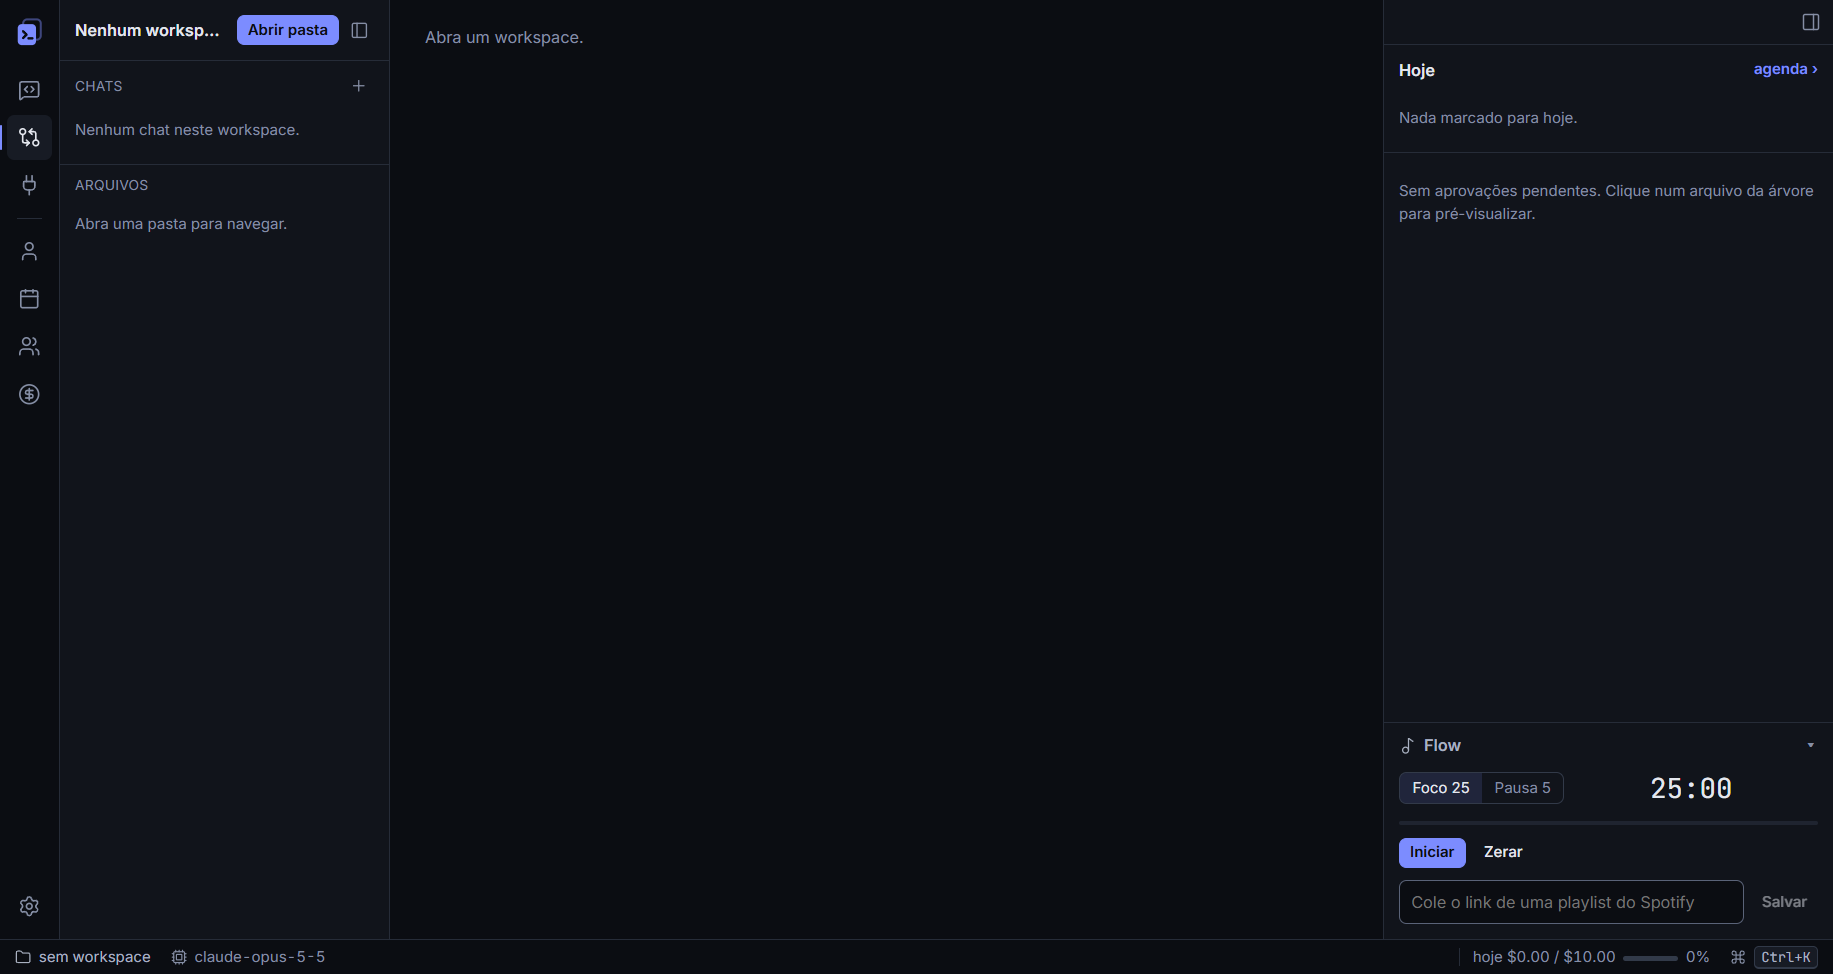 Nenhum worksp...
Abrir pasta
CHATS
Nenhum chat neste workspace.
ARQUIVOS
Abra uma pasta para navegar.
Abra um workspace.
Hoje
agenda ›
Nada marcado para hoje.
Sem aprovações pendentes. Clique num arquivo da árvore
para pré-visualizar.
Flow
Foco 25
Pausa 5
25:00
Iniciar
Zerar
Cole o link de uma playlist do Spotify
Salvar
sem workspace
claude-opus-5-5
hoje $0.00 / $10.00
0%
⌘
Ctrl+K